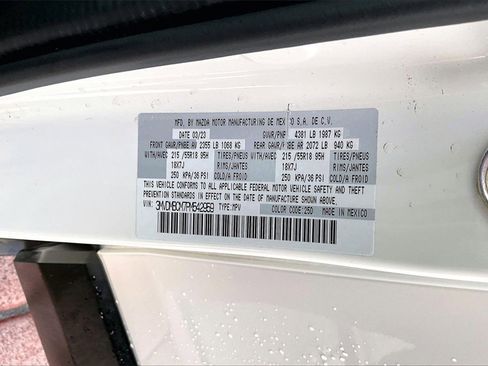 MFD. BY MAZDA MOTOR MANUFACTURING DE MEXICO S.A. DE C.V.
DATE 03/23 GVWR/PNBV 4381 LB 1987 KG
FRONT GAWR/PNBE AV 2355 LB 1068 KG REAR GAWR/PNBE AR 2072 LB 940 KG
WITH/AVEC 215/55R18 95H TIRES/PNEUS WITH/AVEC 215/55R18 95H TIRES/PNEUS
18X7J RIMS/JANTES 18X7J RIMS/JANTES
250 KPA/36 PSI COLD/A FROID 250 KPA/36 PSI COLD/A FROID
THIS VEHICLE CONFORMS TO ALL APPLICABLE FEDERAL MOTOR VEHICLE SAFETY AND THEFT
PREVENTION STANDARDS IN EFFECT ON THE DATE OF MANUFACTURE SHOWN ABOVE.
VIN: TYPE: MPV COLOR CODE: 25D MADE IN MEXICO